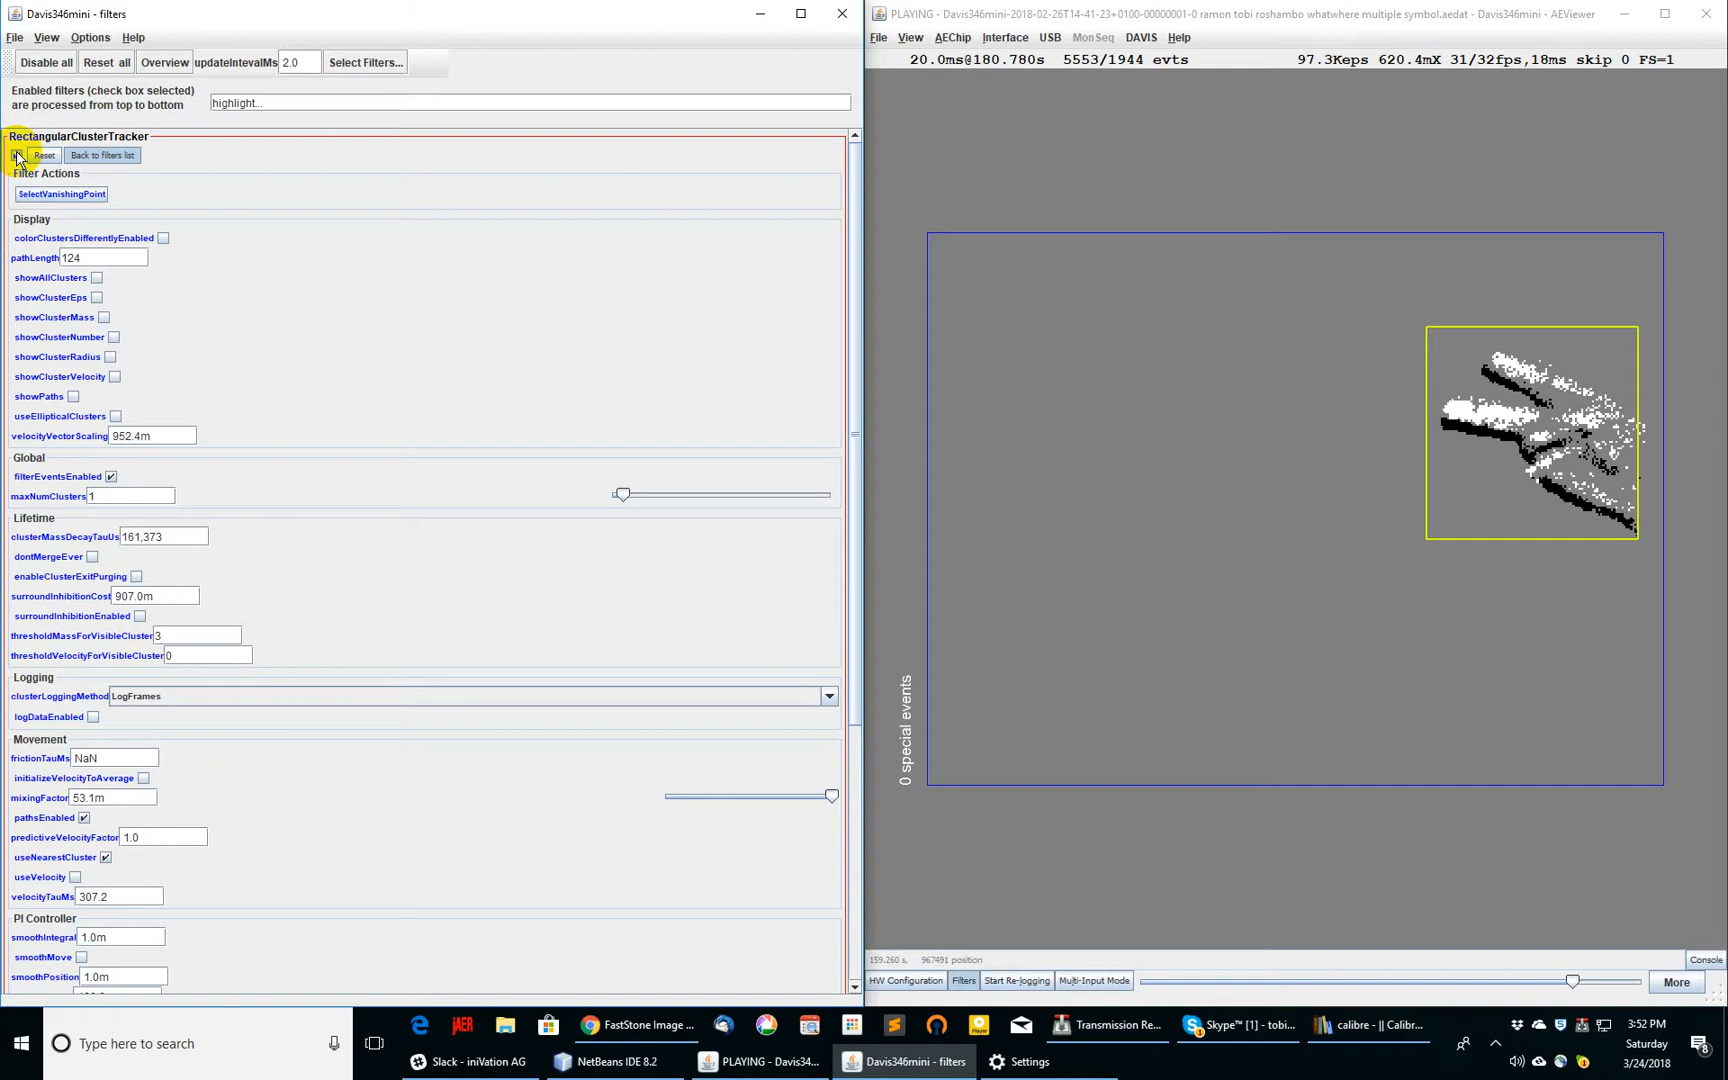 Davis346mini - filters
File View Options Help
Disable all Reset all Overview updateIntevalMs 2.0 Select Filters...
Enabled filters (check box selected)
are processed from top to bottom
highlight...
RectangularClusterTracker
Reset Back to filters list
Filter Actions
SelectVanishingPoint
Display
colorClustersDifferentlyEnabled
pathLength 124
showAllClusters
showClusterEps
showClusterMass
showClusterNumber
showClusterRadius
showClusterVelocity
showPaths
useEllipticalClusters
velocityVectorScaling 952.4m
Global
filterEventsEnabled
maxNumClusters 1
Lifetime
clusterMassDecayTauUs 161,373
dontMergeEver
enableClusterExitPurging
surroundInhibitionCost 907.0m
surroundInhibitionEnabled
thresholdMassForVisibleCluster 3
thresholdVelocityForVisibleCluster 0
Logging
clusterLoggingMethod LogFrames
logDataEnabled
Movement
frictionTauMs NaN
initializeVelocityToAverage
mixingFactor 53.1m
pathsEnabled
predictiveVelocityFactor 1.0
useNearestCluster
useVelocity
velocityTauMs 307.2
PI Controller
smoothIntegral 1.0m
smoothMove
smoothPosition 1.0m
PLAYING - Davis346mini-2018-02-26T14-41-23+0100-00000001-0 ramon tobi roshambo whatwhere multiple symbol.aedat - Davis346mini - AEViewer
File View AEChip Interface USB MonSeq DAVIS Help
20.0ms@180.780s 5553/1944 evts 97.3Keps 620.4mX 31/32fps,18ms skip 0 FS=1
0 special events
159.260 s, 967491 position
Console
HW Configuration Filters Start Re-logging Multi-Input Mode More
Type here to search
jAER
FastStone Image ...
Player
Transmission Re...
Skype™ [1] - tobi...
calibre - || Calibr...
Slack - iniVation AG
NetBeans IDE 8.2
PLAYING - Davis34...
Davis346mini - filters
Settings
3:52 PM
Saturday
3/24/2018
8